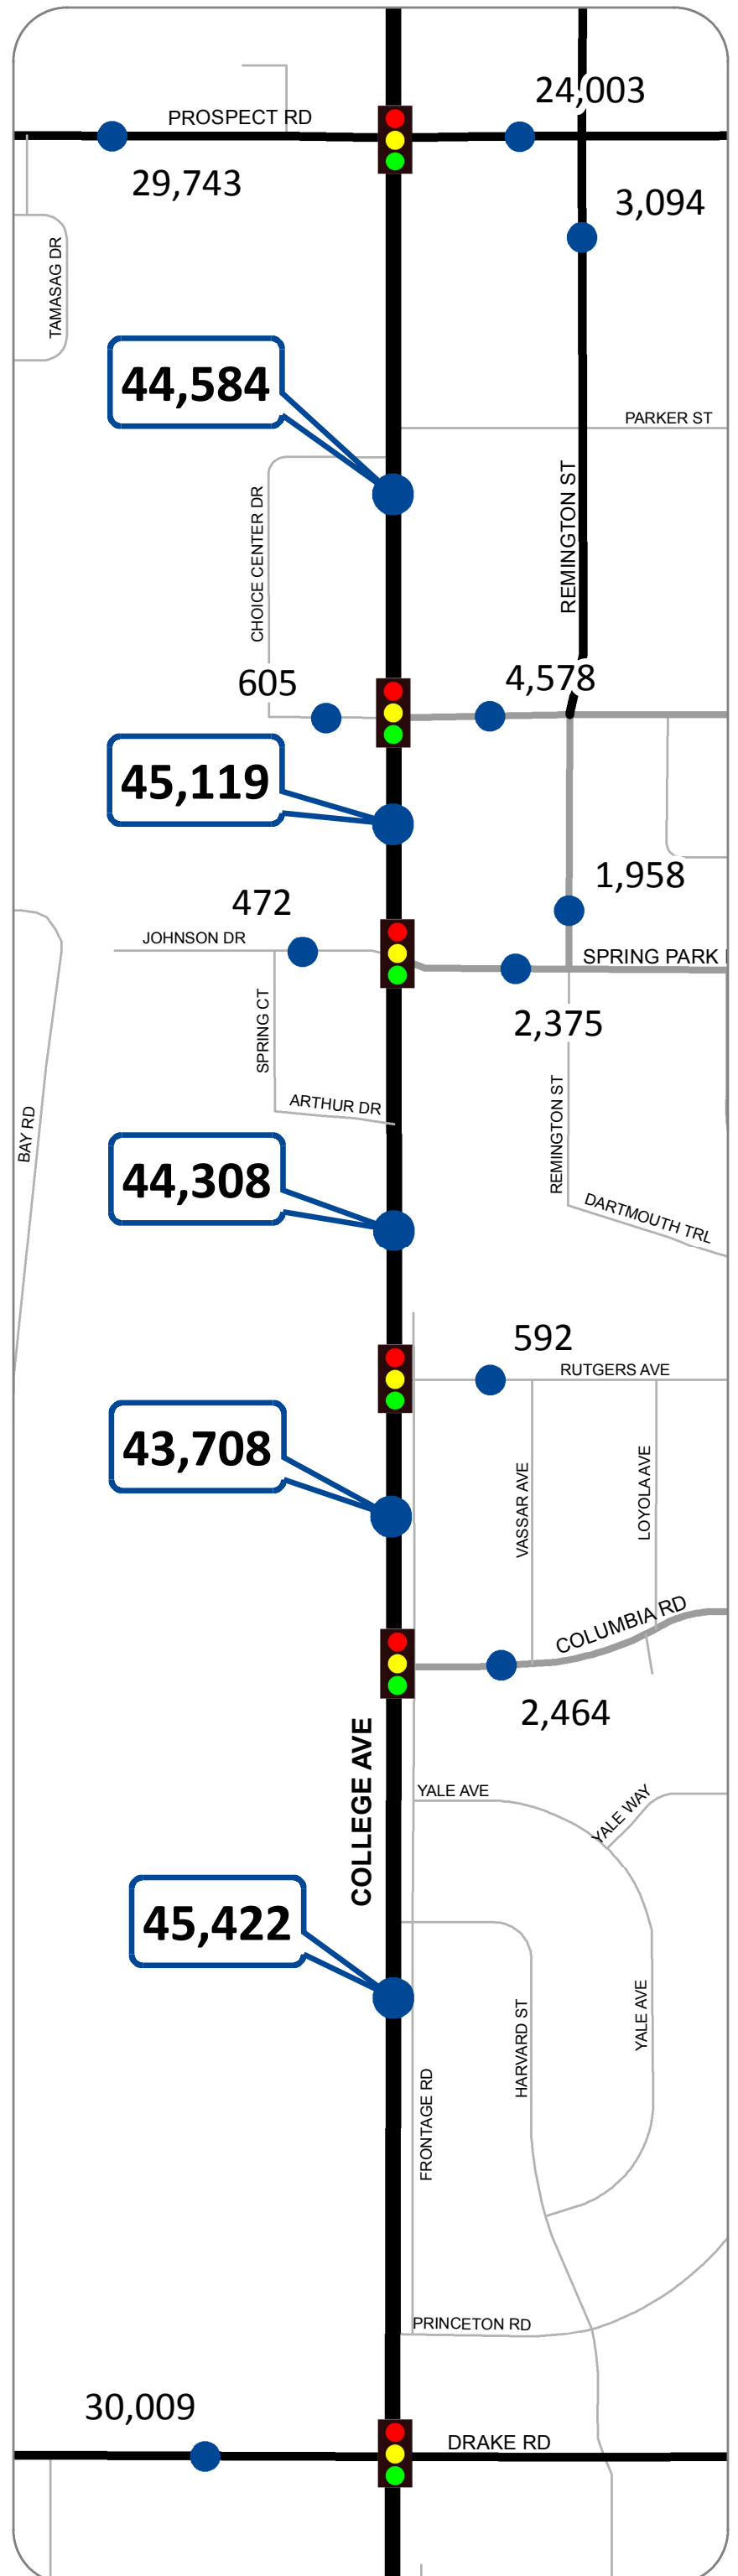 24,003
PROSPECT RD
29,743
3,094
TAMASAG DR
44,584
PARKER ST
REMINGTON ST
CHOICE CENTER DR
605
4,578
45,119
1,958
472
JOHNSON DR
SPRING PARK
SPRING CT
2,375
ARTHUR DR
REMINGTON ST
BAY RD
44,308
DARTMOUTH TRL
592
RUTGERS AVE
43,708
VASSAR AVE
LOYOLA AVE
COLUMBIA RD
2,464
COLLEGE AVE
YALE AVE
YALE WAY
45,422
HARVARD ST
YALE AVE
FRONTAGE RD
PRINCETON RD
30,009
DRAKE RD